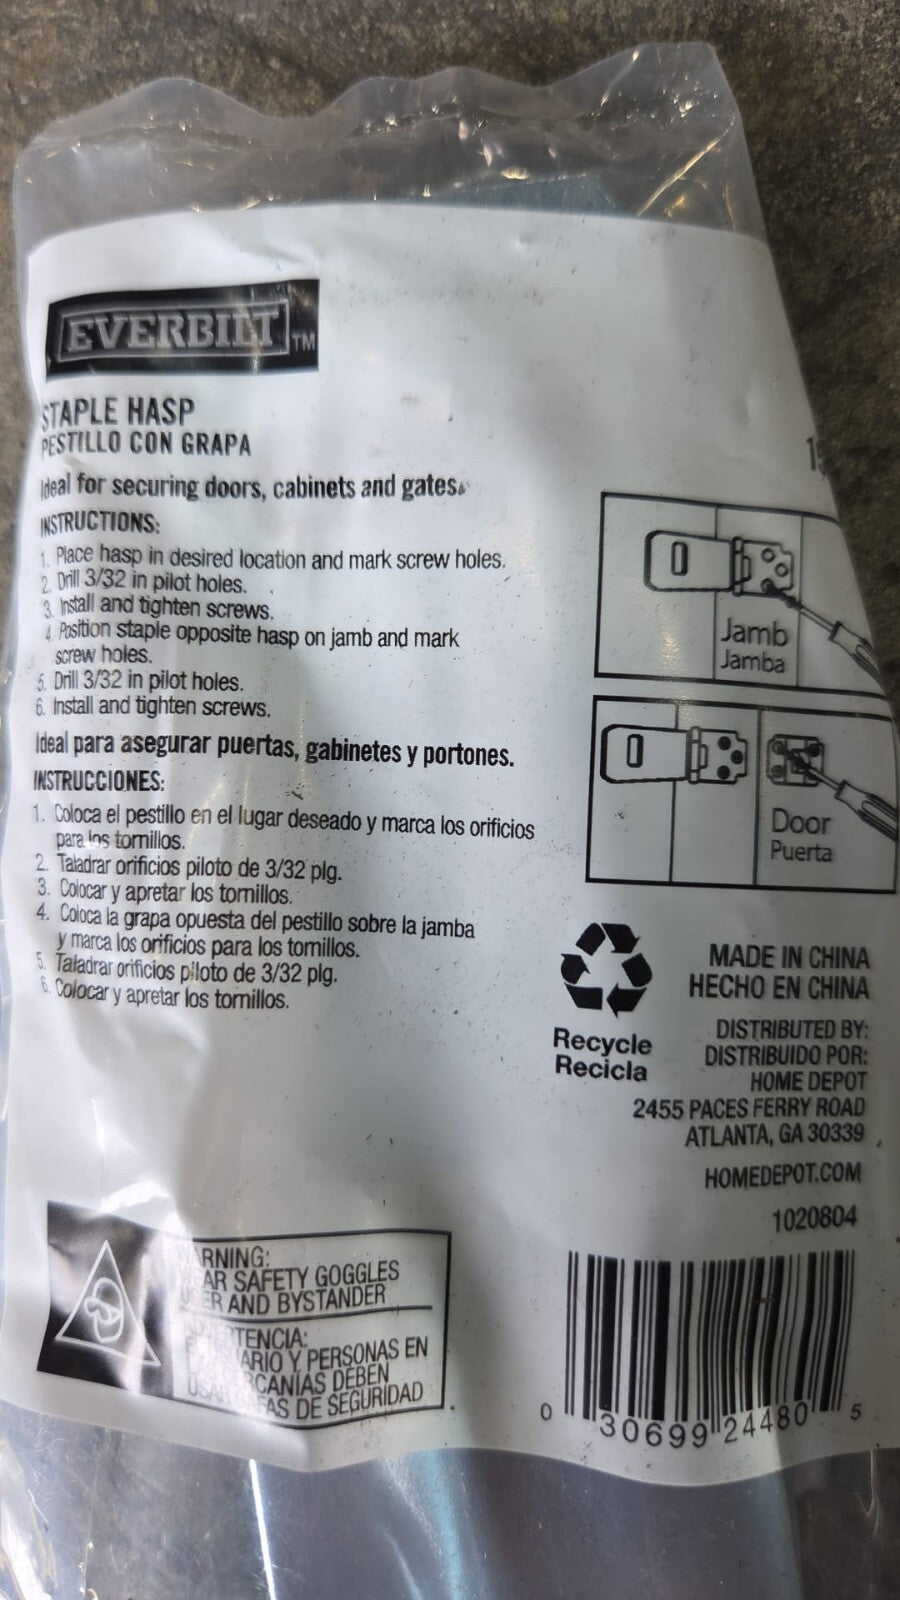 EVERBILT TM
STAPLE HASP
PESTILLO CON GRAPA
Ideal for securing doors, cabinets and gates.
INSTRUCTIONS:
1. Place hasp in desired location and mark screw holes.
2. Drill 3/32 in pilot holes.
3. Install and tighten screws.
4. Position staple opposite hasp on jamb and mark
screw holes.
5. Drill 3/32 in pilot holes.
6. Install and tighten screws.
Ideal para asegurar puertas, gabinetes y portones.
INSTRUCCIONES:
1. Coloca el pestillo en el lugar deseado y marca los orificios
para los tornillos.
2. Taladrar orificios piloto de 3/32 plg.
3. Colocar y apretar los tornillos.
4. Coloca la grapa opuesta del pestillo sobre la jamba
y marca los orificios para los tornillos.
5. Taladrar orificios piloto de 3/32 plg.
6. Colocar y apretar los tornillos.
Jamb
Jamba
Door
Puerta
Recycle
Recicla
MADE IN CHINA
HECHO EN CHINA
DISTRIBUTED BY:
DISTRIBUIDO POR:
HOME DEPOT
2455 PACES FERRY ROAD
ATLANTA, GA 30339
HOMEDEPOT.COM
1020804
WARNING:
WEAR SAFETY GOGGLES
USER AND BYSTANDER
ADVERTENCIA:
USUARIO Y PERSONAS EN
CERCANÍAS DEBEN
USAR GAFAS DE SEGURIDAD
0 30699 24480 5